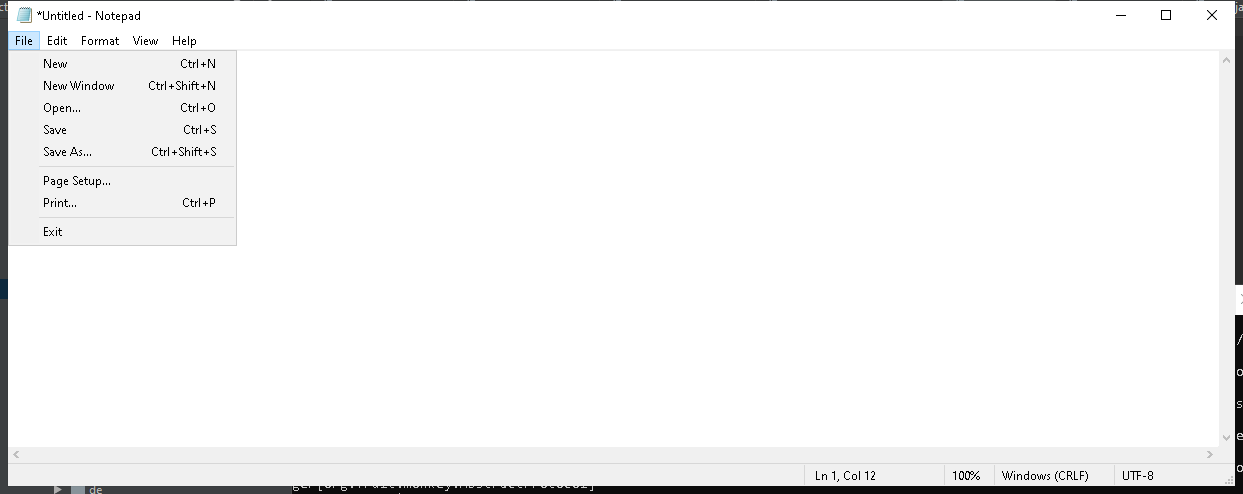 *Untitled - Notepad
File Edit Format View Help
New Ctrl+N
New Window Ctrl+Shift+N
Open... Ctrl+O
Save Ctrl+S
Save As... Ctrl+Shift+S
Page Setup... 
Print... Ctrl+P
Exit
Ln 1, Col 12 100% Windows (CRLF) UTF-8
de